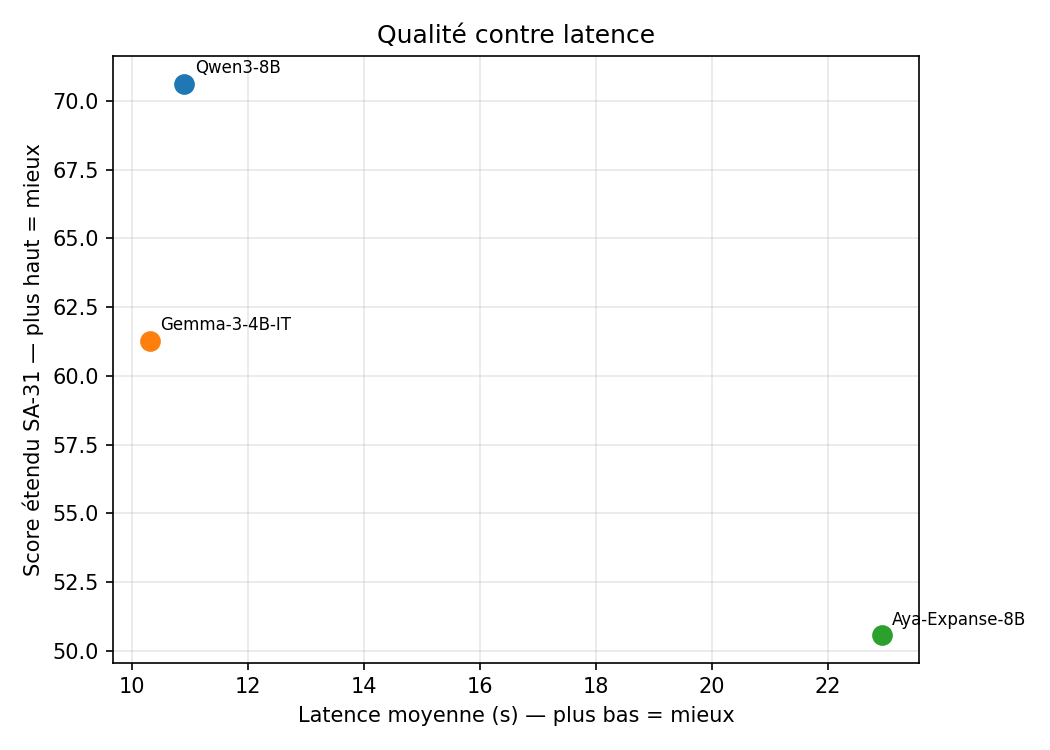 Qualité contre latence
Qwen3-8B
Gemma-3-4B-IT
Aya-Expanse-8B
Score étendu SA-31 — plus haut = mieux
70.0
67.5
65.0
62.5
60.0
57.5
55.0
52.5
50.0
10 12 14 16 18 20 22
Latence moyenne (s) — plus bas = mieux